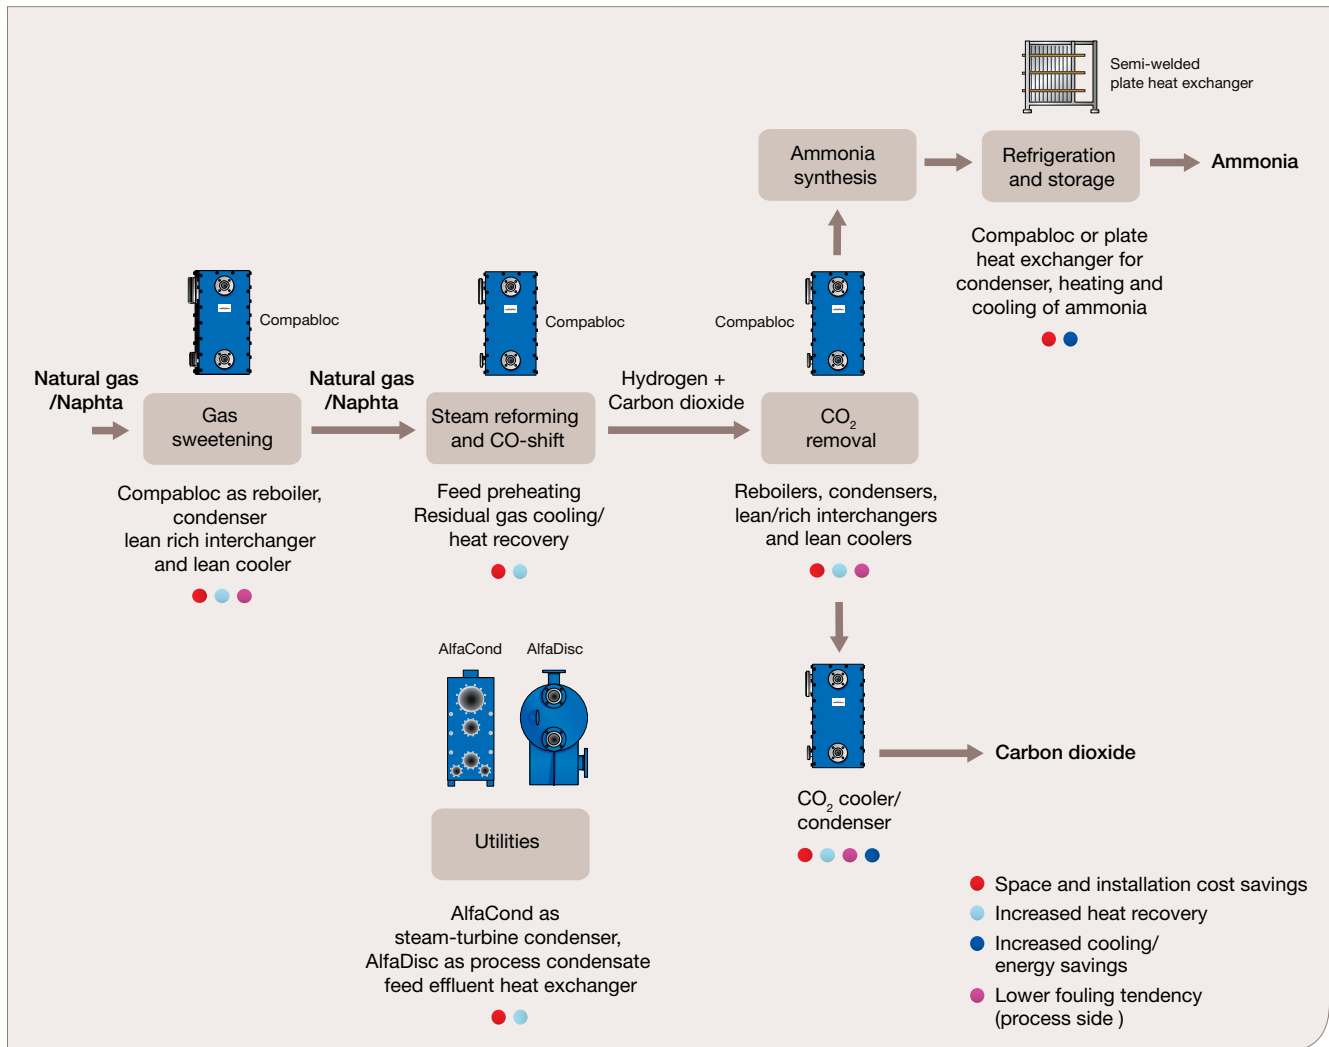 Semi-welded
plate heat exchanger
Ammonia
synthesis
Refrigeration
and storage
Ammonia
Compabloc or plate
heat exchanger for
condenser, heating and
cooling of ammonia
Compabloc
Compabloc
Compabloc
Natural gas
/Naphta
Gas
sweetening
Natural gas
/Naphta
Steam reforming
and CO-shift
Hydrogen +
Carbon dioxide
CO2
removal
Compabloc as reboiler,
condenser
lean rich interchanger
and lean cooler
Feed preheating
Residual gas cooling/
heat recovery
Reboilers, condensers,
lean/rich interchangers
and lean coolers
AlfaCond
AlfaDisc
Carbon dioxide
CO2 cooler/
condenser
Utilities
AlfaCond as
steam-turbine condenser,
AlfaDisc as process condensate
feed effluent heat exchanger
Space and installation cost savings
Increased heat recovery
Increased cooling/
energy savings
Lower fouling tendency
(process side )